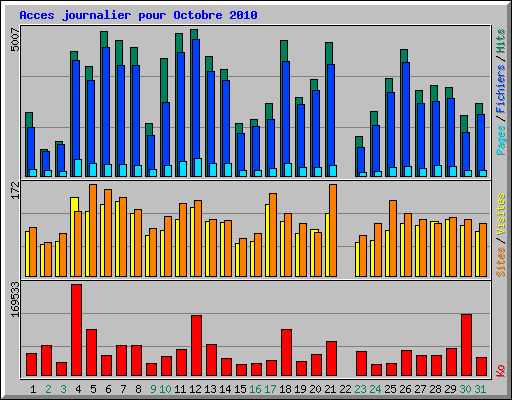 Acces journalier pour Octobre 2010
5007
Pages / Fichiers / Hits
172
Sites / Visites
169533
Ko
1 2 3 4 5 6 7 8 9 10 11 12 13 14 15 16 17 18 19 20 21 22 23 24 25 26 27 28 29 30 31